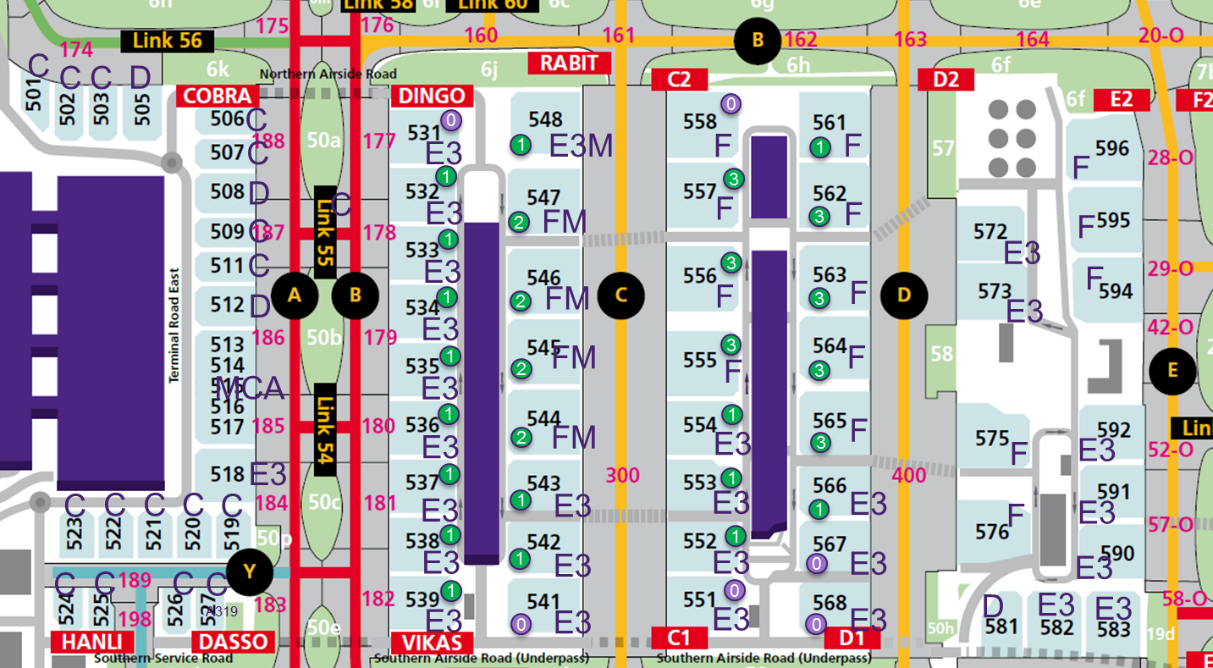 6n
6m
Link 58
6l
Link 60
6c
6g
6e
175
176
174
Link 56
160
161
B
162
163
164
20-O
6k
Northern Airside Road
6j
RABIT
C2
6h
D2
6f
7b
501 C
502 C
503 C
505 D
COBRA
DINGO
6f
E2
F2
506 C
188
50a
177
531 0 E3
548 1 E3M
558 0 F
561 1 F
57
596 F
28-O
507 C
508 D
Link 55
C
532 1 E3
547 2 FM
557 3 F
562 3 F
595 F
509 C
187
178
533 1 E3
572 E3
511 C
546 2 FM
556 3 F
563 3 F
573 E3
594 F
29-O
512 D
A
B
534 1 E3
C
D
Terminal Road East
186
50b
179
42-O
513
514
515
516
517
MCA
535 1 E3
545 2 FM
555 3 F
564 3 F
58
E
Link 54
185
180
536 1 E3
544 2 FM
554 1 E3
565 3 F
575 F
592 E3
Lin
52-O
518 E3
300
400
184
50c
181
537 1 E3
543 1 E3
553 1 E3
566 1 E3
591 E3
523 C
522 C
521 C
520 C
519 C
50p
538 1 E3
542 1 E3
552 1 E3
567 0 E3
576 F
590 E3
57-O
Y
189
524 C
525 C
526 C
527 C
A319
198
183
182
539 1 E3
541 0 E3
551 0 E3
568 0 E3
58-O
50e
50h
581 D
582 E3
583 E3
19d
HANLI
DASSO
VIKAS
C1
D1
Southern Service Road
Southern Airside Road (Underpass)
Southern Airside Road (Underpass)